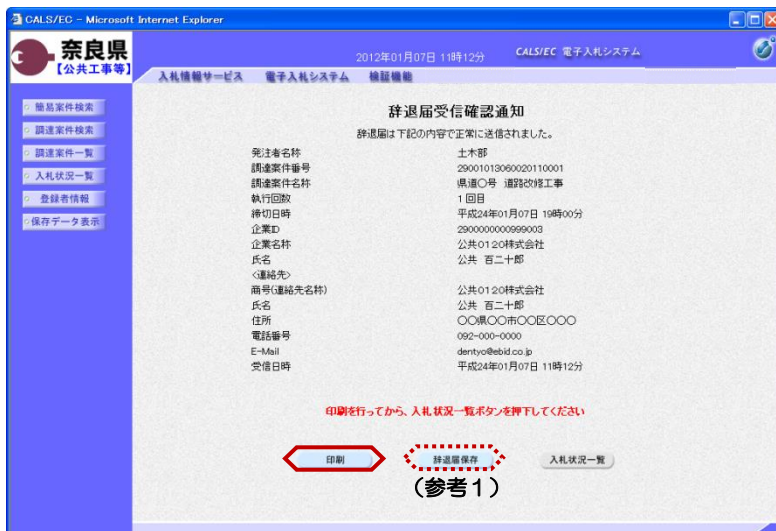 CALS/EC - Microsoft Internet Explorer
奈良県
【公共工事等】
2012年01月07日 11時12分
CALS/EC 電子入札システム
入札情報サービス 電子入札システム 検証機能
簡易案件検索
調達案件検索
調達案件一覧
入札状況一覧
登録者情報
保存データ表示
辞退届受信確認通知
辞退届は下記の内容で正常に送信されました。
発注者名称 土木部
調達案件番号 29001013060020110001
調達案件名称 県道〇号 道路改修工事
執行回数 1回目
締切日時 平成24年01月07日 19時00分
企業ID 2900000000999003
企業名称 公共0120株式会社
氏名 公共 百二十郎
<連絡先>
商号(連絡先名称) 公共0120株式会社
氏名 公共 百二十郎
住所 〇〇県〇〇市〇〇区〇〇〇
電話番号 092-000-0000
E-Mail dentyo@ebid.co.jp
受信日時 平成24年01月07日 11時12分
印刷を行ってから、入札状況一覧ボタンを押下してください
印刷 辞退届保存 入札状況一覧
(参考1)